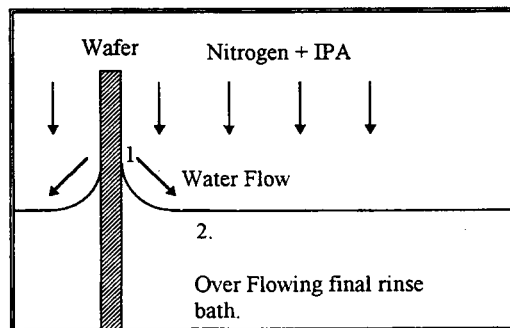 Wafer
Nitrogen + IPA
1
Water Flow
2.
Over Flowing final rinse
bath.